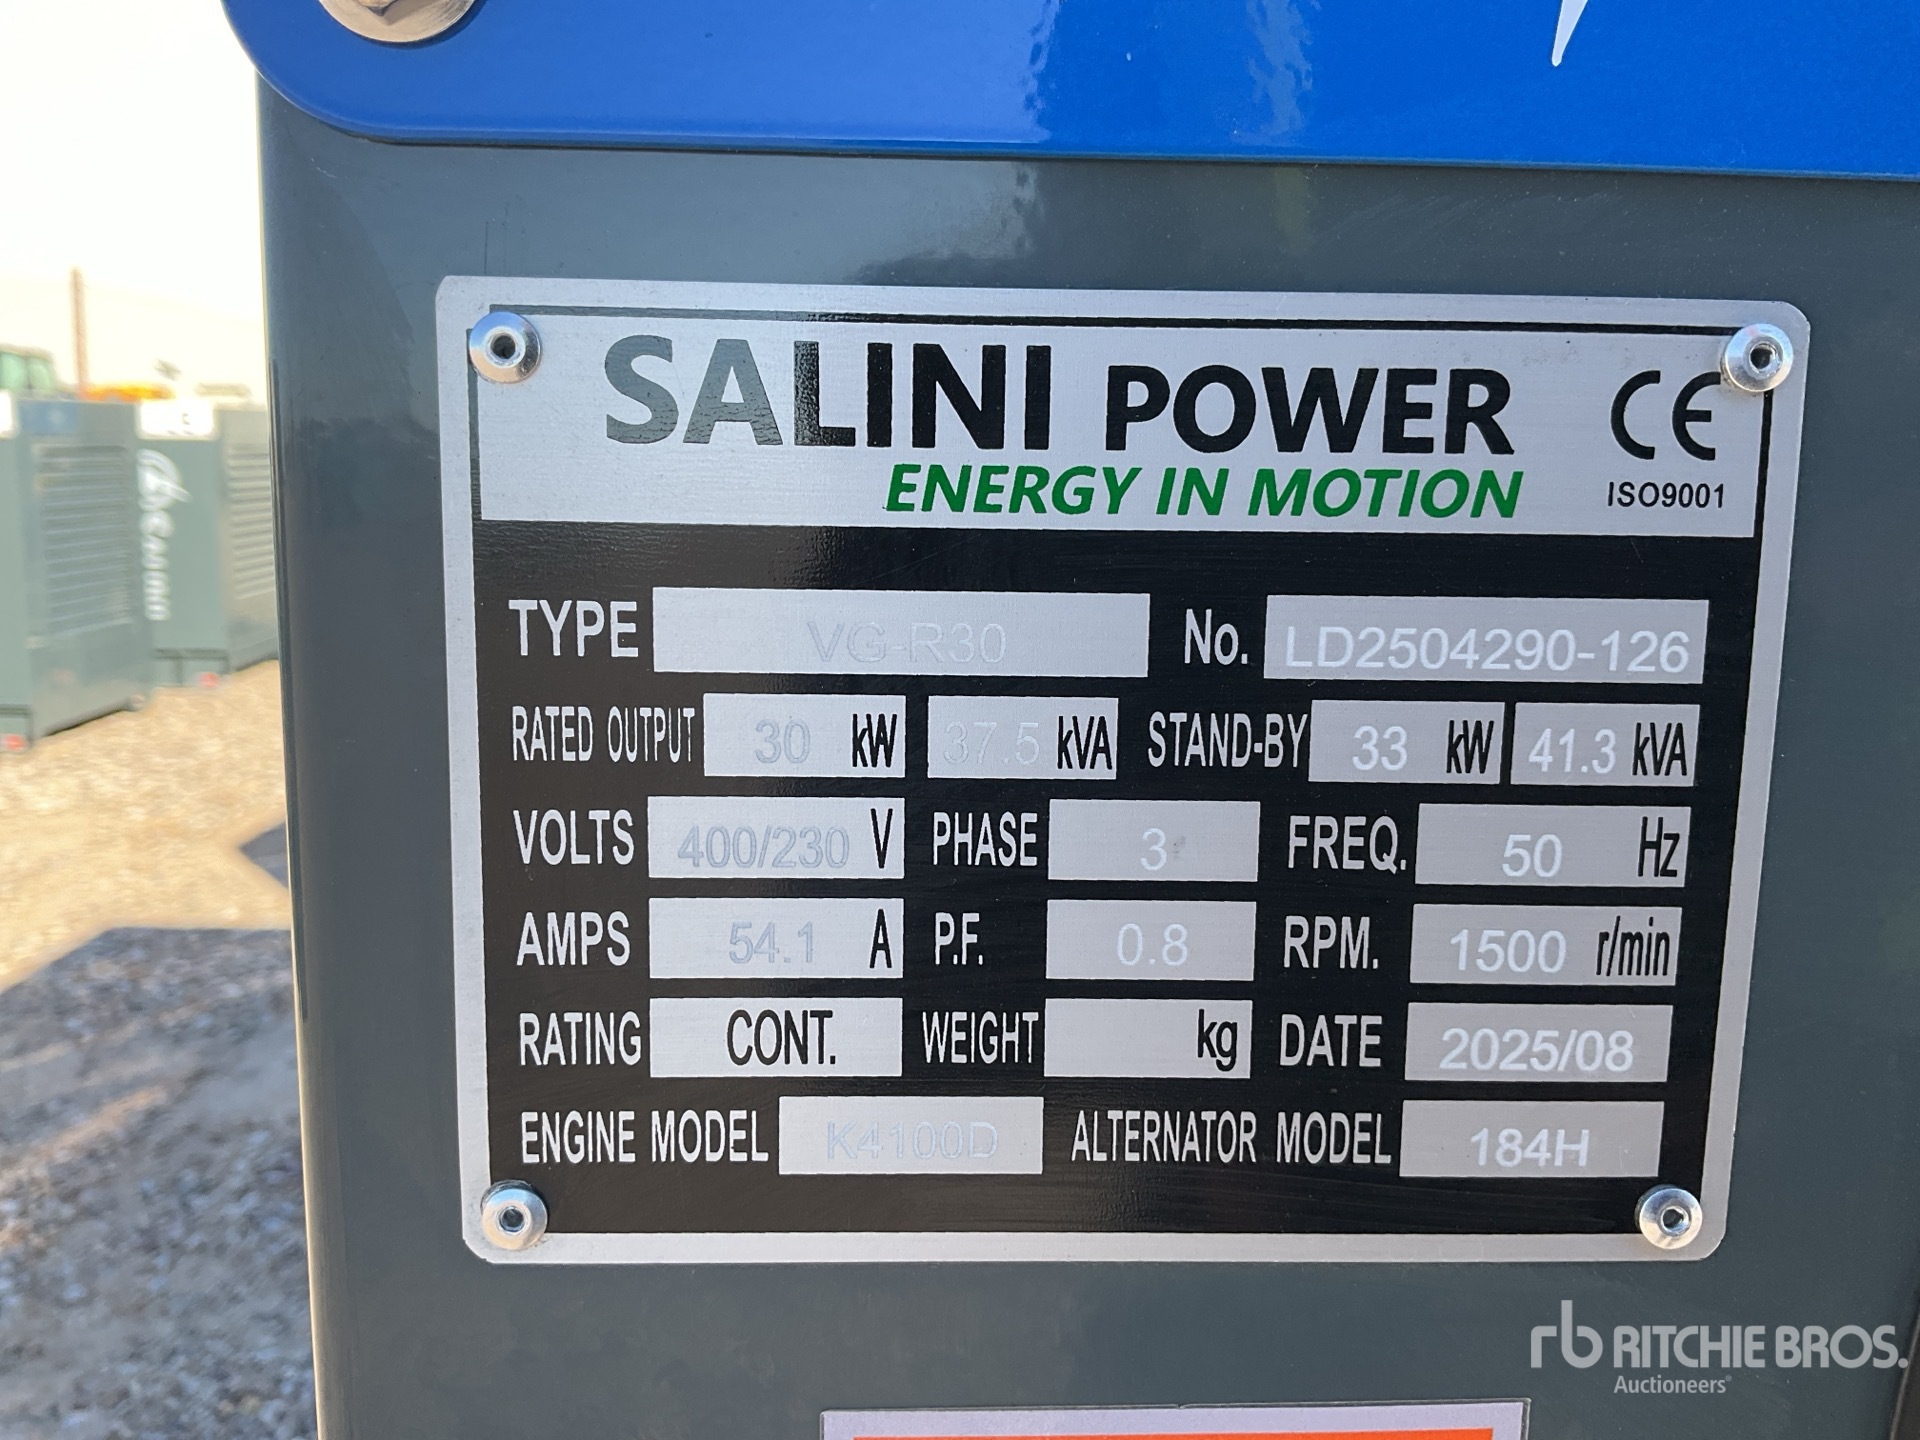 SALINI POWER
ENERGY IN MOTION
CE
ISO9001
TYPE VG-R30 No. LD2504290-126
RATED OUTPUT 30 kW 37.5 kVA STAND-BY 33 kW 41.3 kVA
VOLTS 400/230 V PHASE 3 FREQ. 50 Hz
AMPS 54.1 A P.F. 0.8 RPM. 1500 r/min
RATING CONT. WEIGHT kg DATE 2025/08
ENGINE MODEL K4100D ALTERNATOR MODEL 184H
rb RITCHIE BROS.
Auctioneers